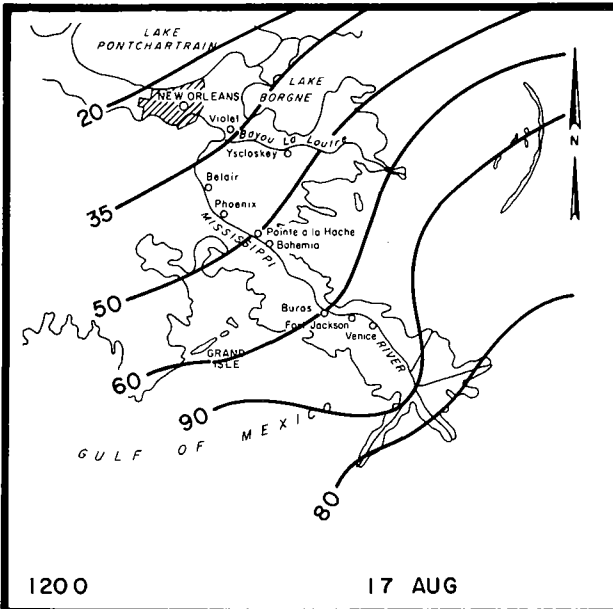 LAKE
PONTCHARTRAIN
LAKE
BORGNE
NEW ORLEANS
20
Violet
Bayou La Loutre
Yscloskey
N
Belair
35
Phoenix
MISSISSIPPI
Pointe a la Hache
Bohemia
50
Buras
Fort Jackson
Venice
RIVER
GRAND
ISLE
60
90
GULF OF MEXICO
80
1200
17 AUG